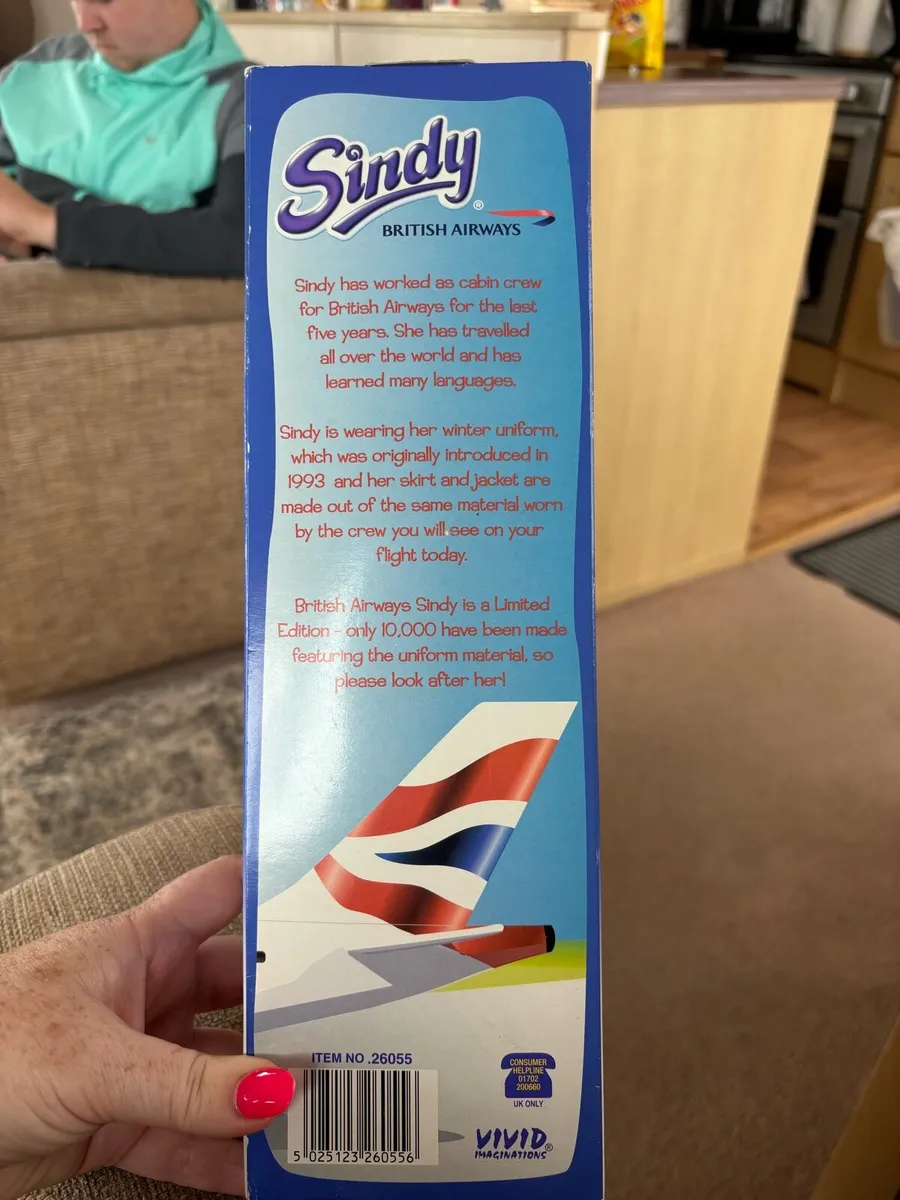 Sindy®
BRITISH AIRWAYS
Sindy has worked as cabin crew
for British Airways for the last
five years. She has travelled
all over the world and has
learned many languages.
Sindy is wearing her winter uniform,
which was originally introduced in
1993 and her skirt and jacket are
made out of the same material worn
by the crew you will see on your
flight today.
British Airways Sindy is a Limited
Edition - only 10,000 have been made
featuring the uniform material, so
please look after her!
ITEM NO .26055
5 025123 260556
CONSUMER
HELPLINE
01702
200660
UK ONLY
VIVID
IMAGINATIONS®